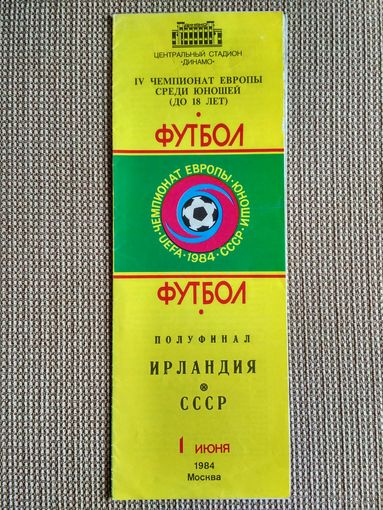 ЦЕНТРАЛЬНЫЙ СТАДИОН
«ДИНАМО»
IV ЧЕМПИОНАТ ЕВРОПЫ
СРЕДИ ЮНОШЕЙ
(ДО 18 ЛЕТ)
ФУТБОЛ
ЧЕМПИОНАТ ЕВРОПЫ·ЮНОШИ
·UEFA·1984·СССР·
ФУТБОЛ
ПОЛУФИНАЛ
ИРЛАНДИЯ
СССР
1 ИЮНЯ
1984
Москва